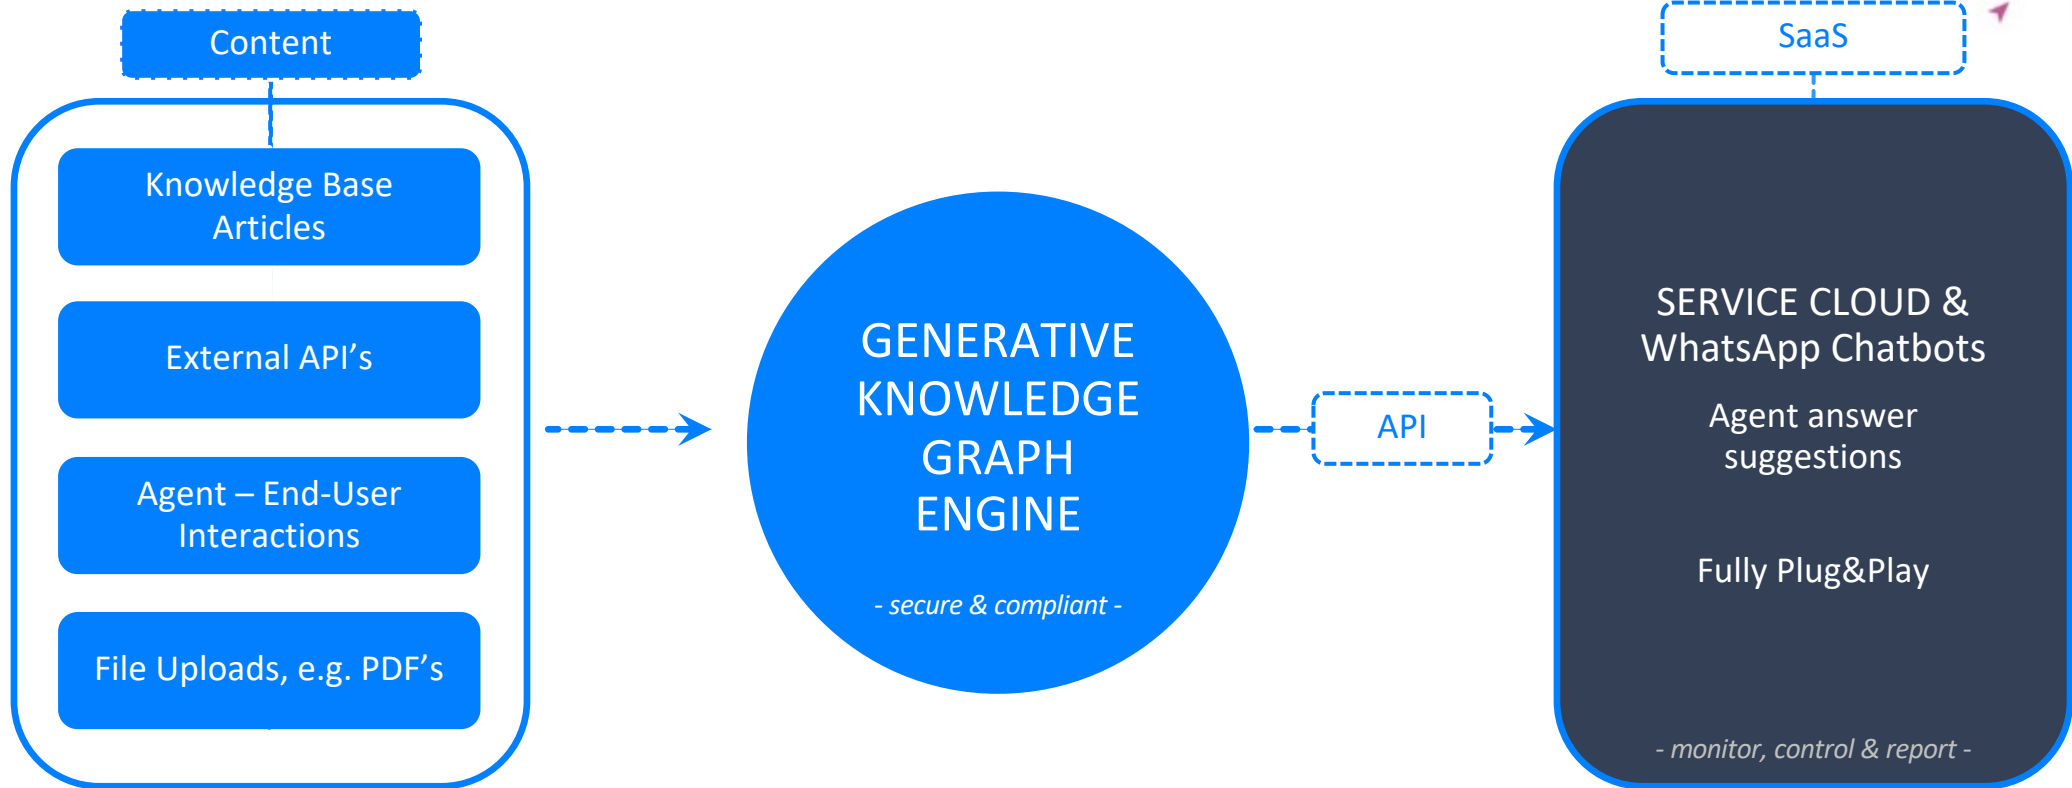 Content
Knowledge Base
Articles
External API’s
Agent – End-User
Interactions
File Uploads, e.g. PDF’s
GENERATIVE
KNOWLEDGE
GRAPH
ENGINE
- secure & compliant -
API
SaaS
SERVICE CLOUD &
WhatsApp Chatbots
Agent answer
suggestions
Fully Plug&Play
- monitor, control & report -